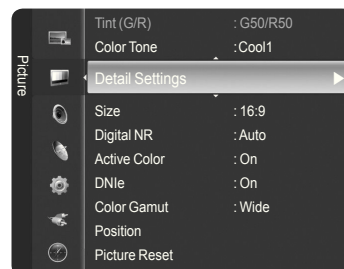 Picture
Tint (G/R) : G50/R50
Color Tone :Cool1
Detail Settings
Size : 16:9
Digital NR : Auto
Active Color : On
DNIe : On
Color Gamut : Wide
Position
Picture Reset